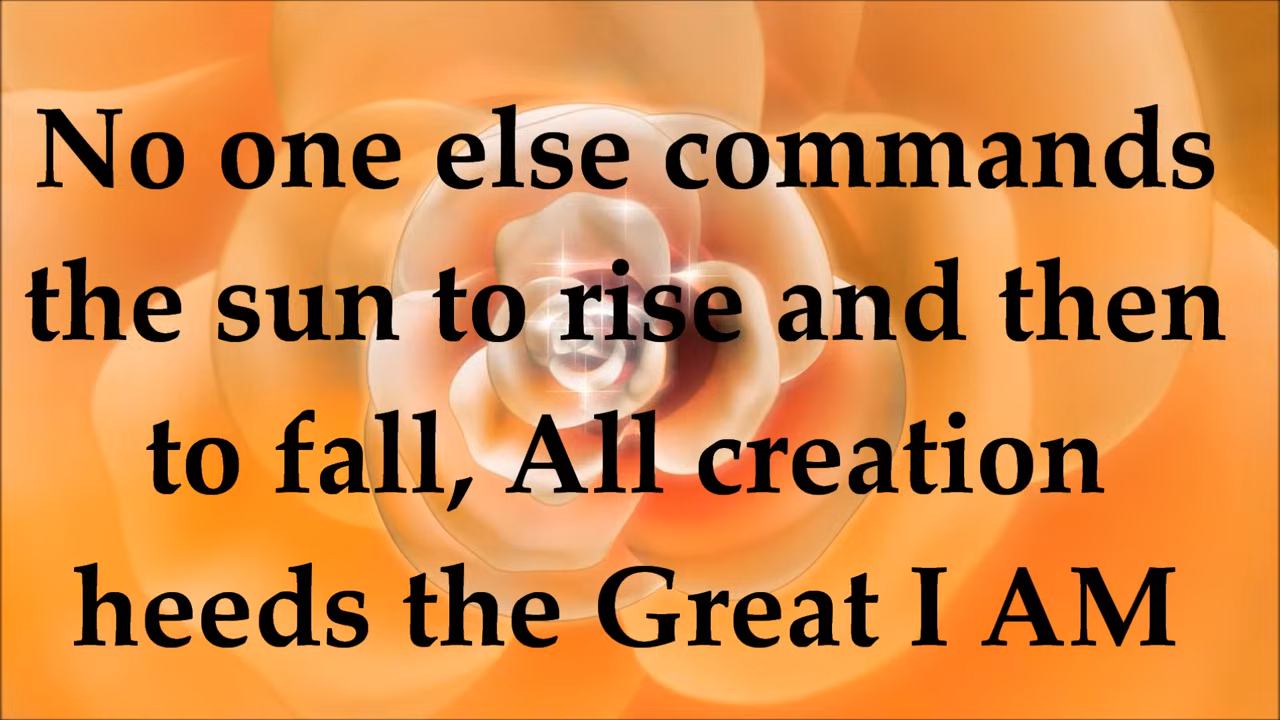 No one else commands
the sun to rise and then
to fall, All creation
heeds the Great I AM